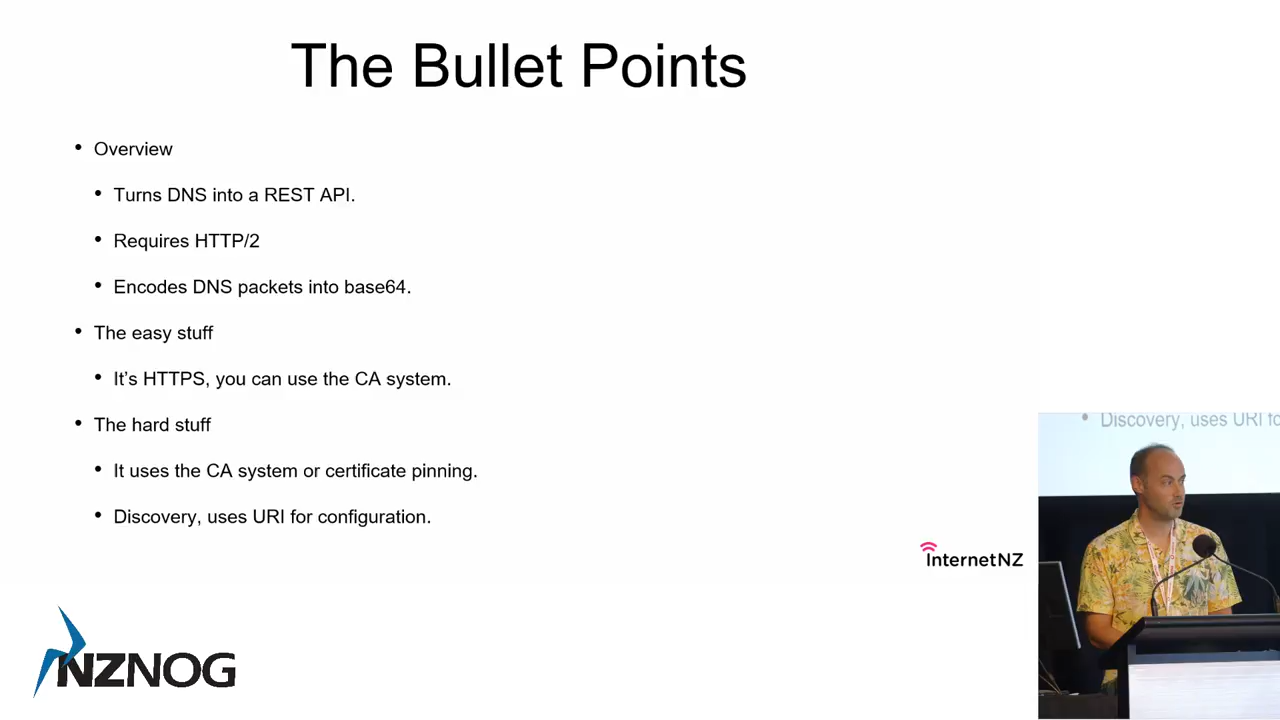 The Bullet Points
• Overview
• Turns DNS into a REST API.
• Requires HTTP/2
• Encodes DNS packets into base64.
• The easy stuff
• It's HTTPS, you can use the CA system.
• The hard stuff
• It uses the CA system or certificate pinning.
• Discovery, uses URI for configuration.
• Discovery, uses URI fo
InternetNZ
NZNOG